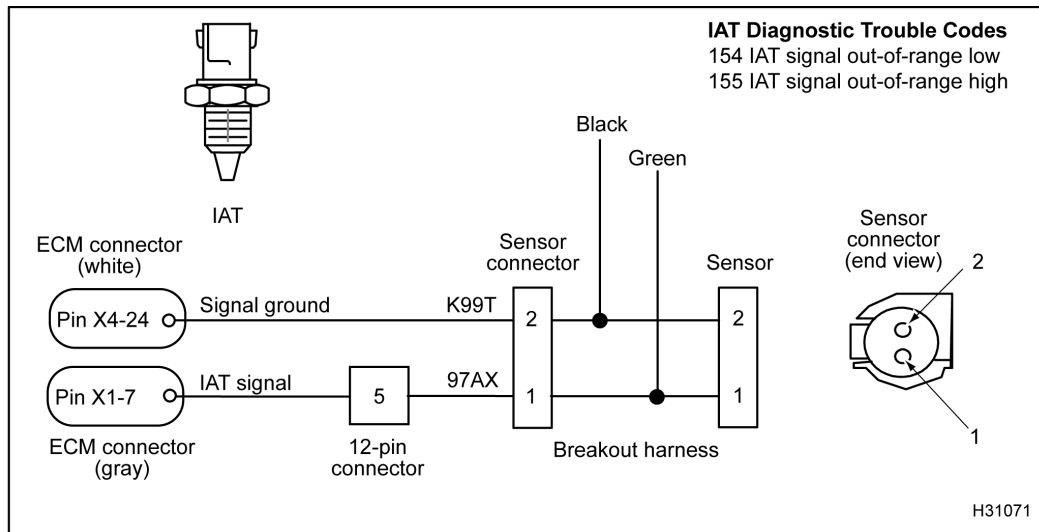 IAT Diagnostic Trouble Codes
154 IAT signal out-of-range low
155 IAT signal out-of-range high
IAT
Black
Green
ECM connector
(white)
Pin X4-24
Signal ground
K99T
Sensor
connector
2
1
Sensor
2
1
Sensor
connector
(end view)
2
1
Pin X1-7
IAT signal
5
97AX
ECM connector
(gray)
12-pin
connector
Breakout harness
H31071